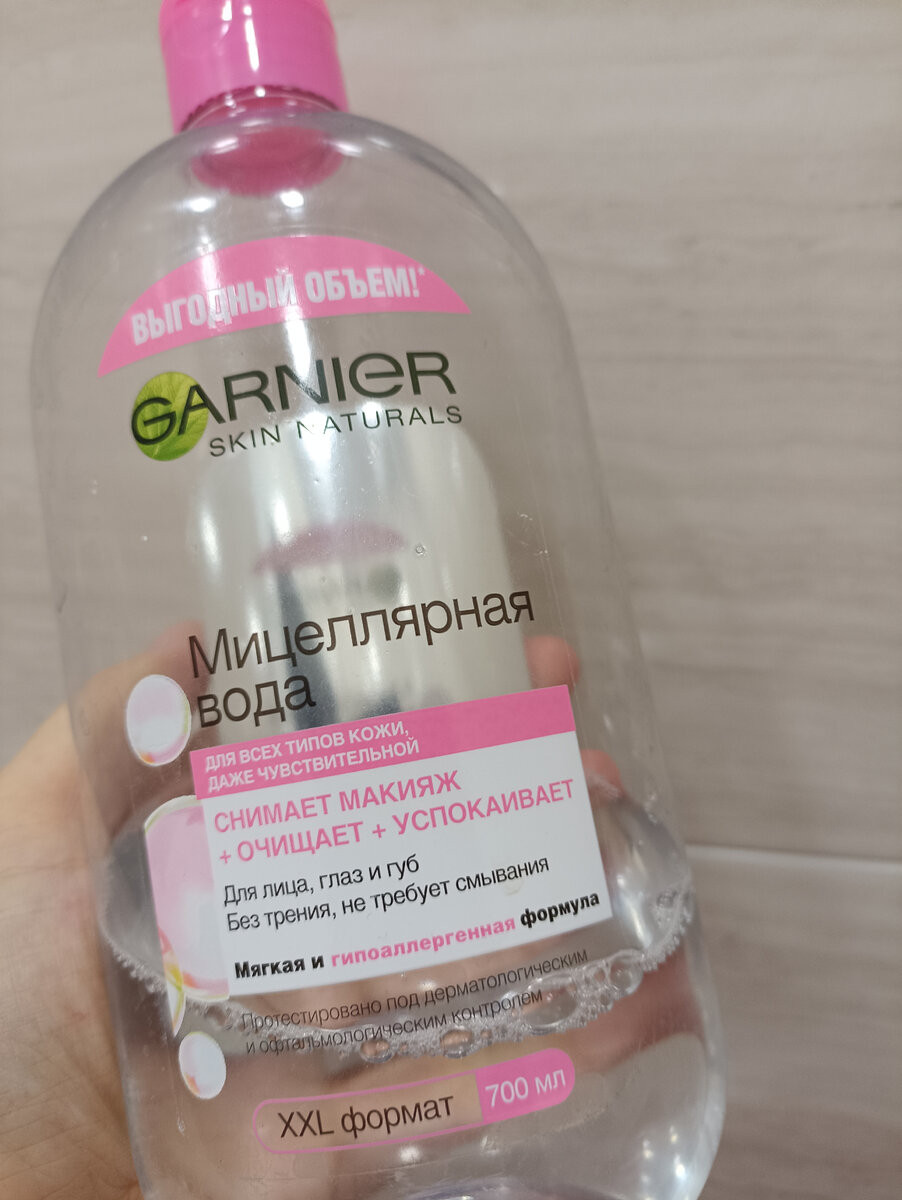 ВЫГОДНЫЙ ОБЪЕМ!*
GARNIER
SKIN NATURALS
Мицеллярная
вода
ДЛЯ ВСЕХ ТИПОВ КОЖИ,
ДАЖЕ ЧУВСТВИТЕЛЬНОЙ
СНИМАЕТ МАКИЯЖ
+ ОЧИЩАЕТ + УСПОКАИВАЕТ
Для лица, глаз и губ
Без трения, не требует смывания
Мягкая и гипоаллергенная формула
Протестировано под дерматологическим
и офтальмологическим контролем
XXL формат 700 мл